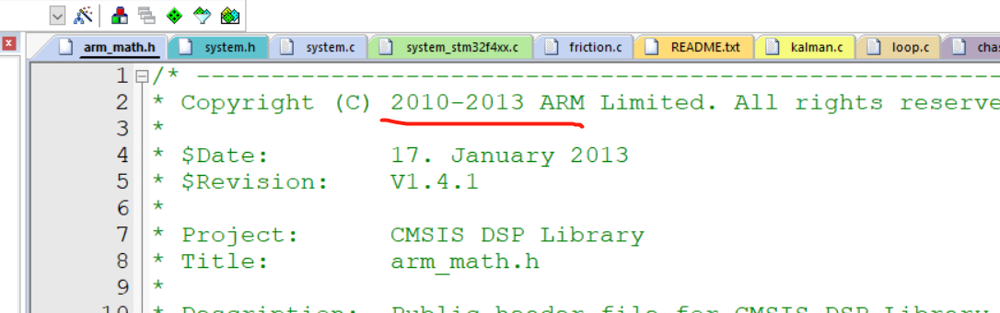 arm_math.h system.h system.c system_stm32f4xx.c friction.c README.txt kalman.c loop.c
1 /* --------------------------------------------------------
2 * Copyright (C) 2010-2013 ARM Limited. All rights
3 *
4 * $Date: 17. January 2013
5 * $Revision: V1.4.1
6 *
7 * Project: CMSIS DSP Library
8 * Title: arm_math.h
9 *
10 * Description: Public header file for CMSIS DSP Library